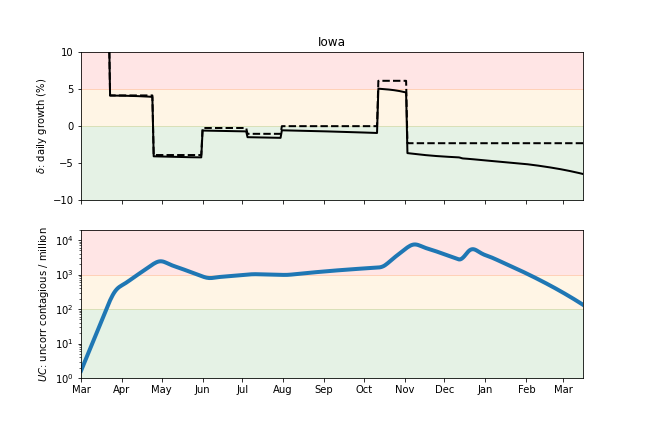 Iowa
10
5
0
−5
−10
δ: daily growth (%)
10⁴
10³
10²
10¹
10⁰
UC: uncorr contagious / million
Mar Apr May Jun Jul Aug Sep Oct Nov Dec Jan Feb Mar